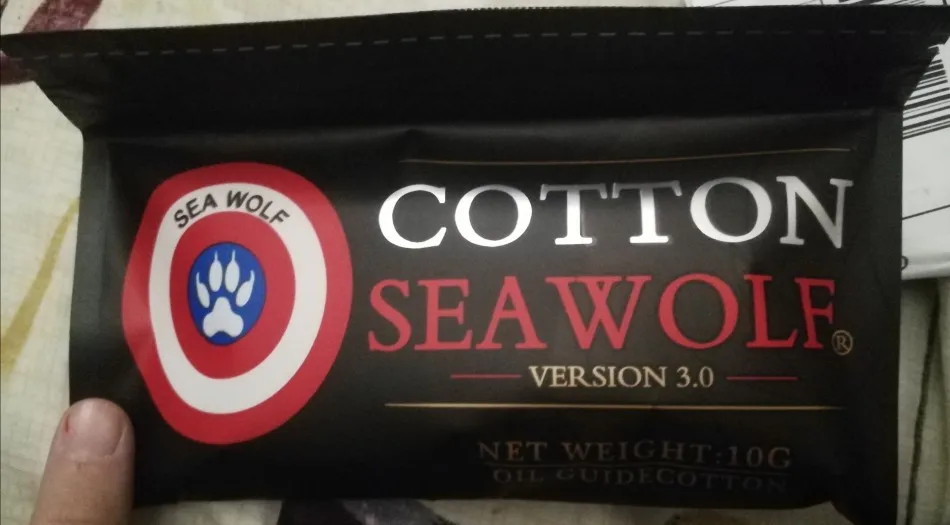 SEA WOLF
COTTON
SEAWOLF®
VERSION 3.0
NET WEIGHT:10G
OIL GUIDECOTTON